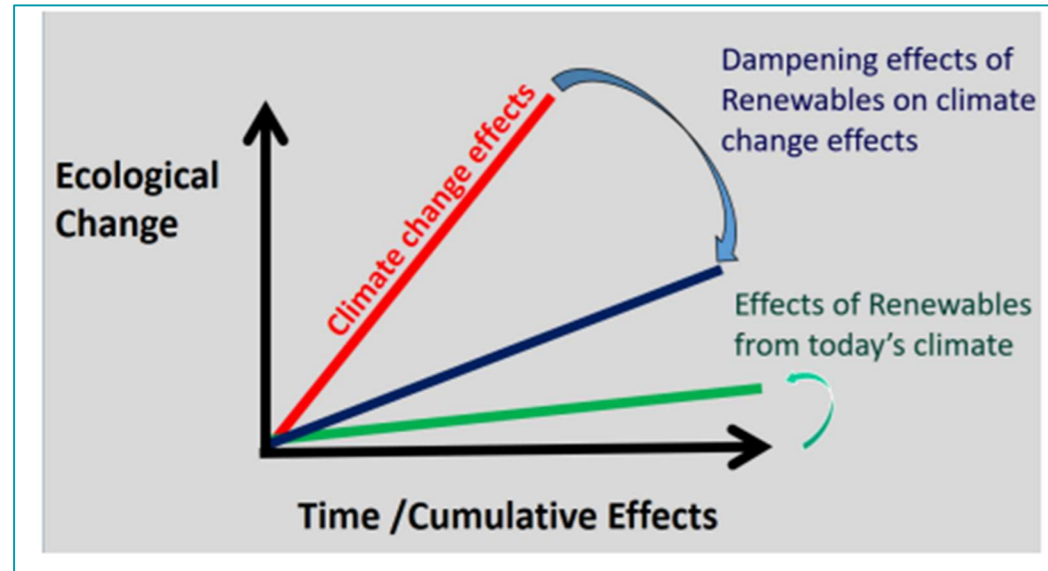 Dampening effects of
Renewables on climate
change effects
Ecological
Change
Climate change effects
Effects of Renewables
from today's climate
Time /Cumulative Effects